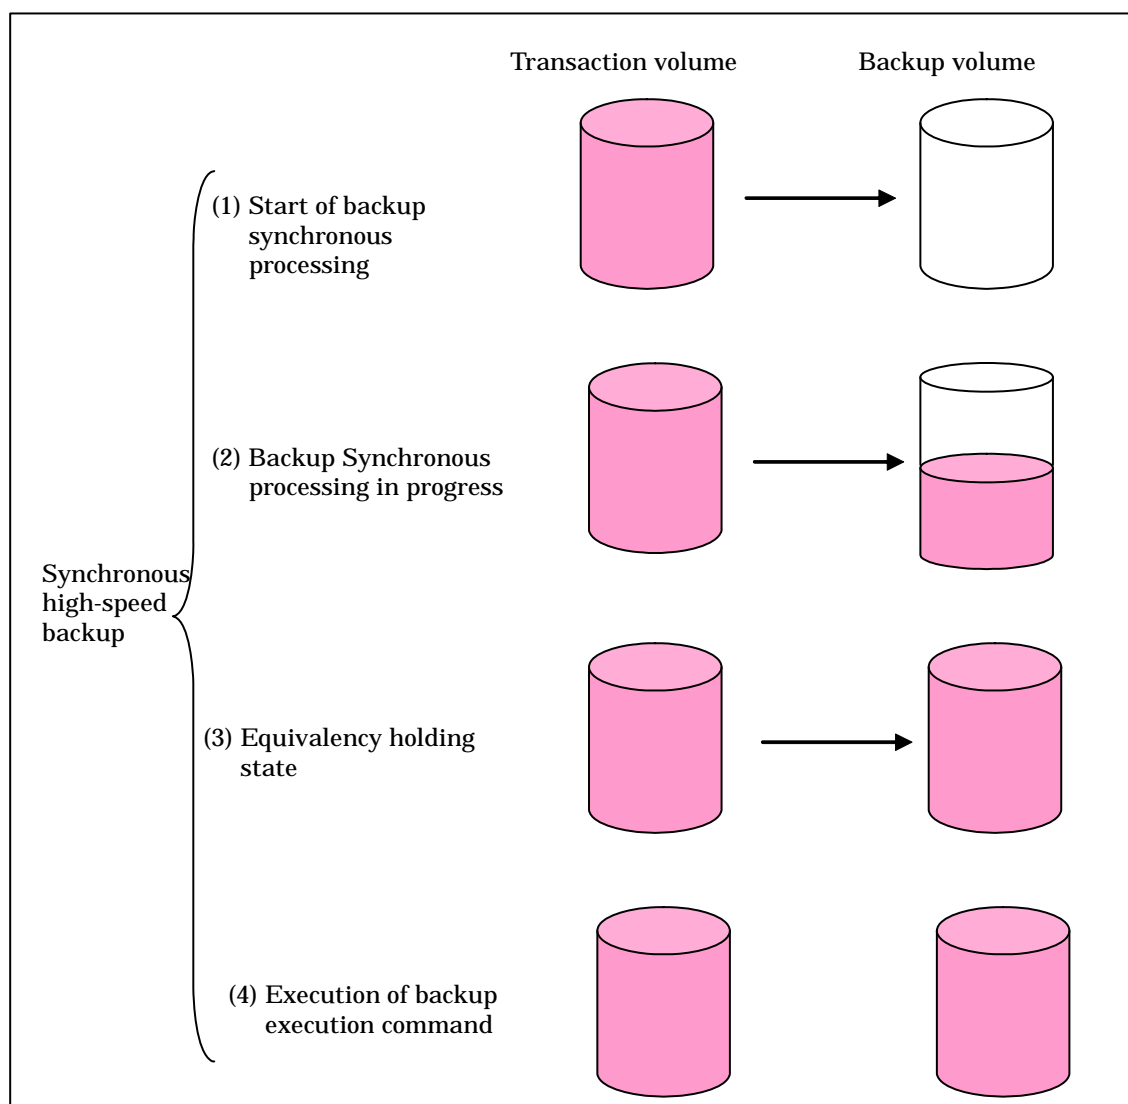 Transaction volume
Backup volume
(1) Start of backup
synchronous
processing
(2) Backup Synchronous
processing in progress
Synchronous
high-speed
backup
(3) Equivalency holding
state
(4) Execution of backup
execution command